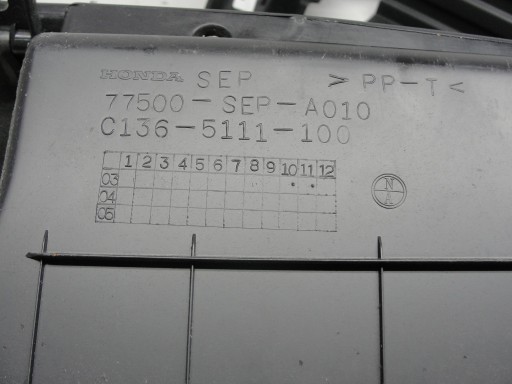 HONDA SEP > PP-T <
77500-SEP-A010
C136-5111-100
1 2 3 4 5 6 7 8 9 10 11 12
03
04
05
N